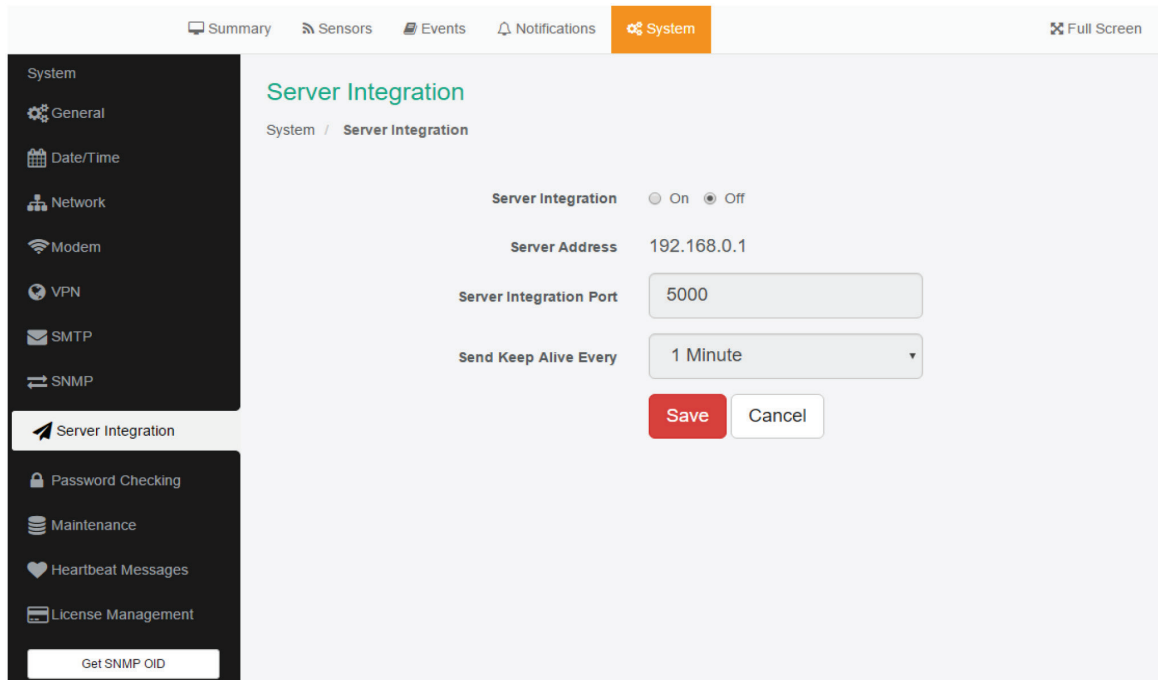 Summary Sensors Events Notifications System Full Screen
System
General
Date/Time
Network
Modem
VPN
SMTP
SNMP
Server Integration
Password Checking
Maintenance
Heartbeat Messages
License Management
Get SNMP OID
Server Integration
System / Server Integration
Server Integration On Off
Server Address 192.168.0.1
Server Integration Port 5000
Send Keep Alive Every 1 Minute
Save Cancel